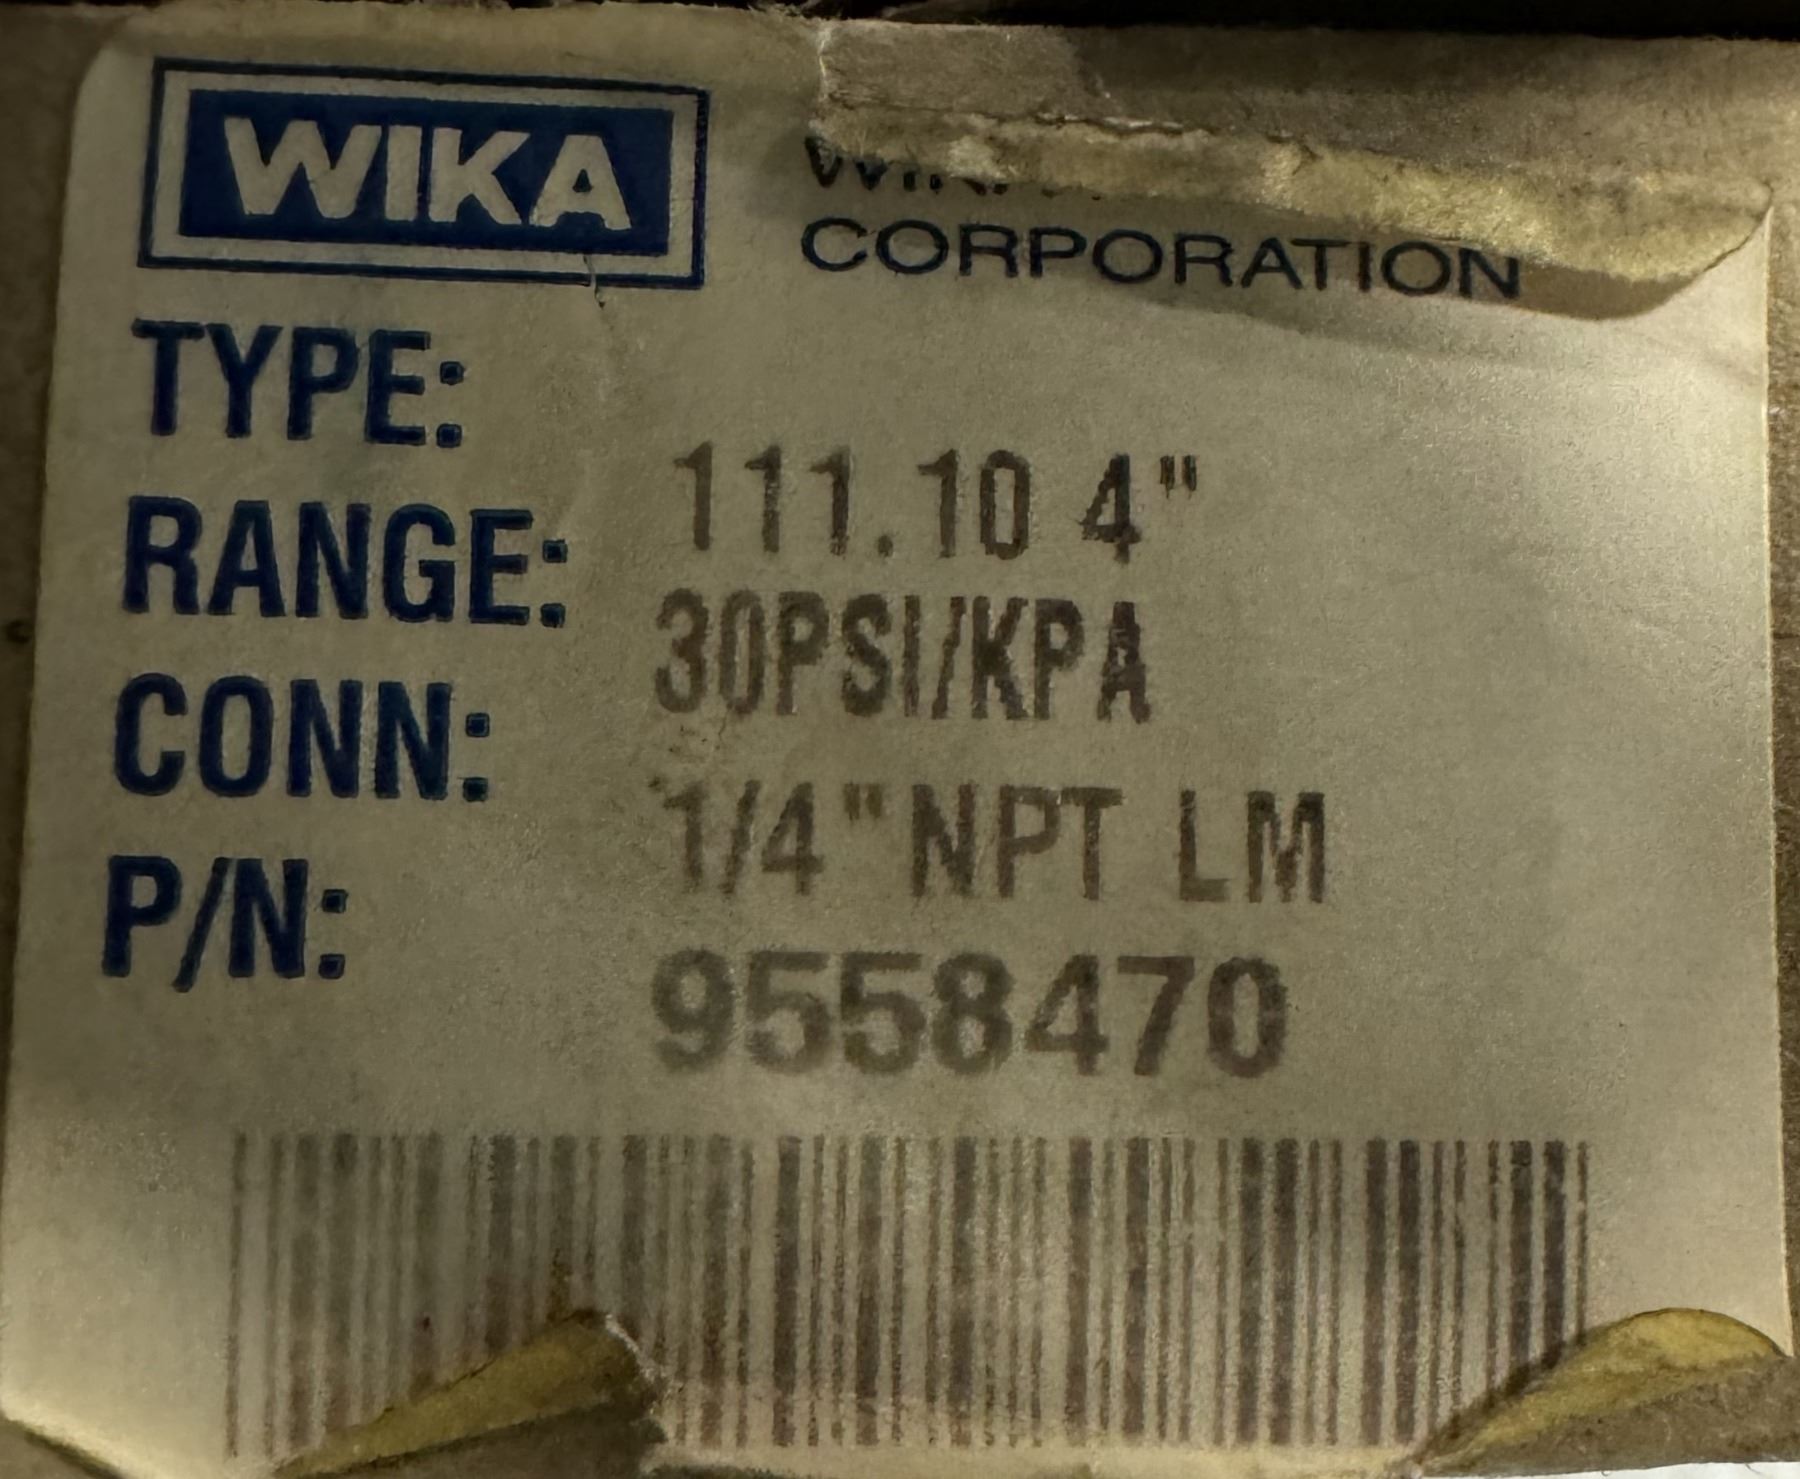 WIKA
CORPORATION
TYPE:
111.10 4"
RANGE:
30PSI/KPA
CONN:
1/4"NPT LM
P/N:
9558470